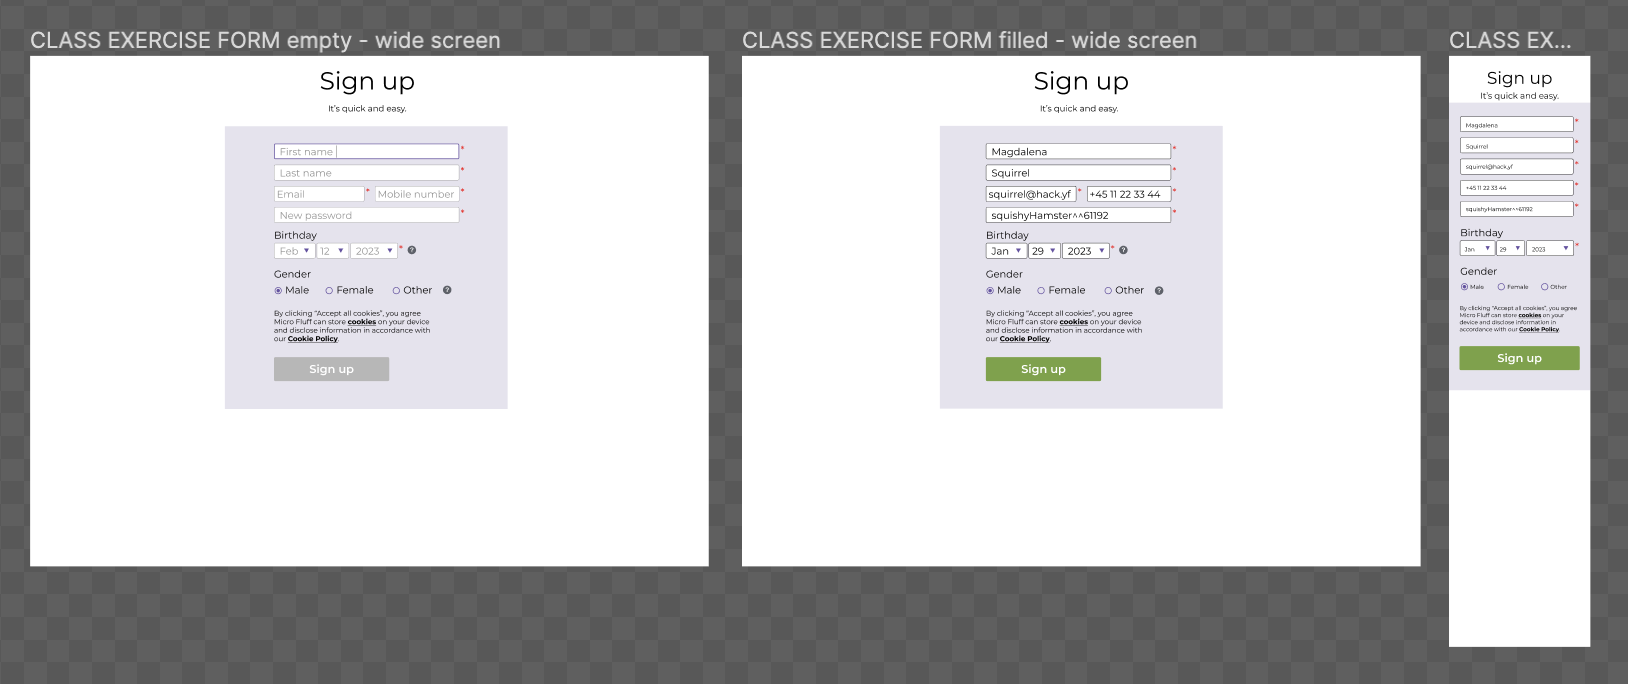 CLASS EXERCISE FORM empty - wide screen
Sign up
It's quick and easy.
First name
*
Last name
Email
*
Mobile number
*
New password
*
Birthday
Feb
12
2023
*
?
Gender
Male
Female
Other
?
By clicking "Accept all cookies", you agree
Micro Fluff can store cookies on your device
and disclose information in accordance with
our Cookie Policy.
Sign up
CLASS EXERCISE FORM filled - wide screen
Sign up
It's quick and easy.
Magdalena
*
Squirrel
squirrel@hack.yf
*
+45 11 22 33 44
*
squishyHamster^^61192
*
Birthday
Jan
29
2023
*
?
Gender
Male
Female
Other
?
By clicking "Accept all cookies", you agree
Micro Fluff can store cookies on your device
and disclose information in accordance with
our Cookie Policy.
Sign up
CLASS EX...
Sign up
It's quick and easy.
Magdalena
*
Squirrel
*
squirrel@hack.yf
*
+45 11 22 33 44
*
squishyHamster^^61192
*
Birthday
Jan
29
2023
*
Gender
Male
Female
Other
By clicking "Accept all cookies", you agree
Micro Fluff can store cookies on your
device and disclose information in
accordance with our Cookie Policy.
Sign up